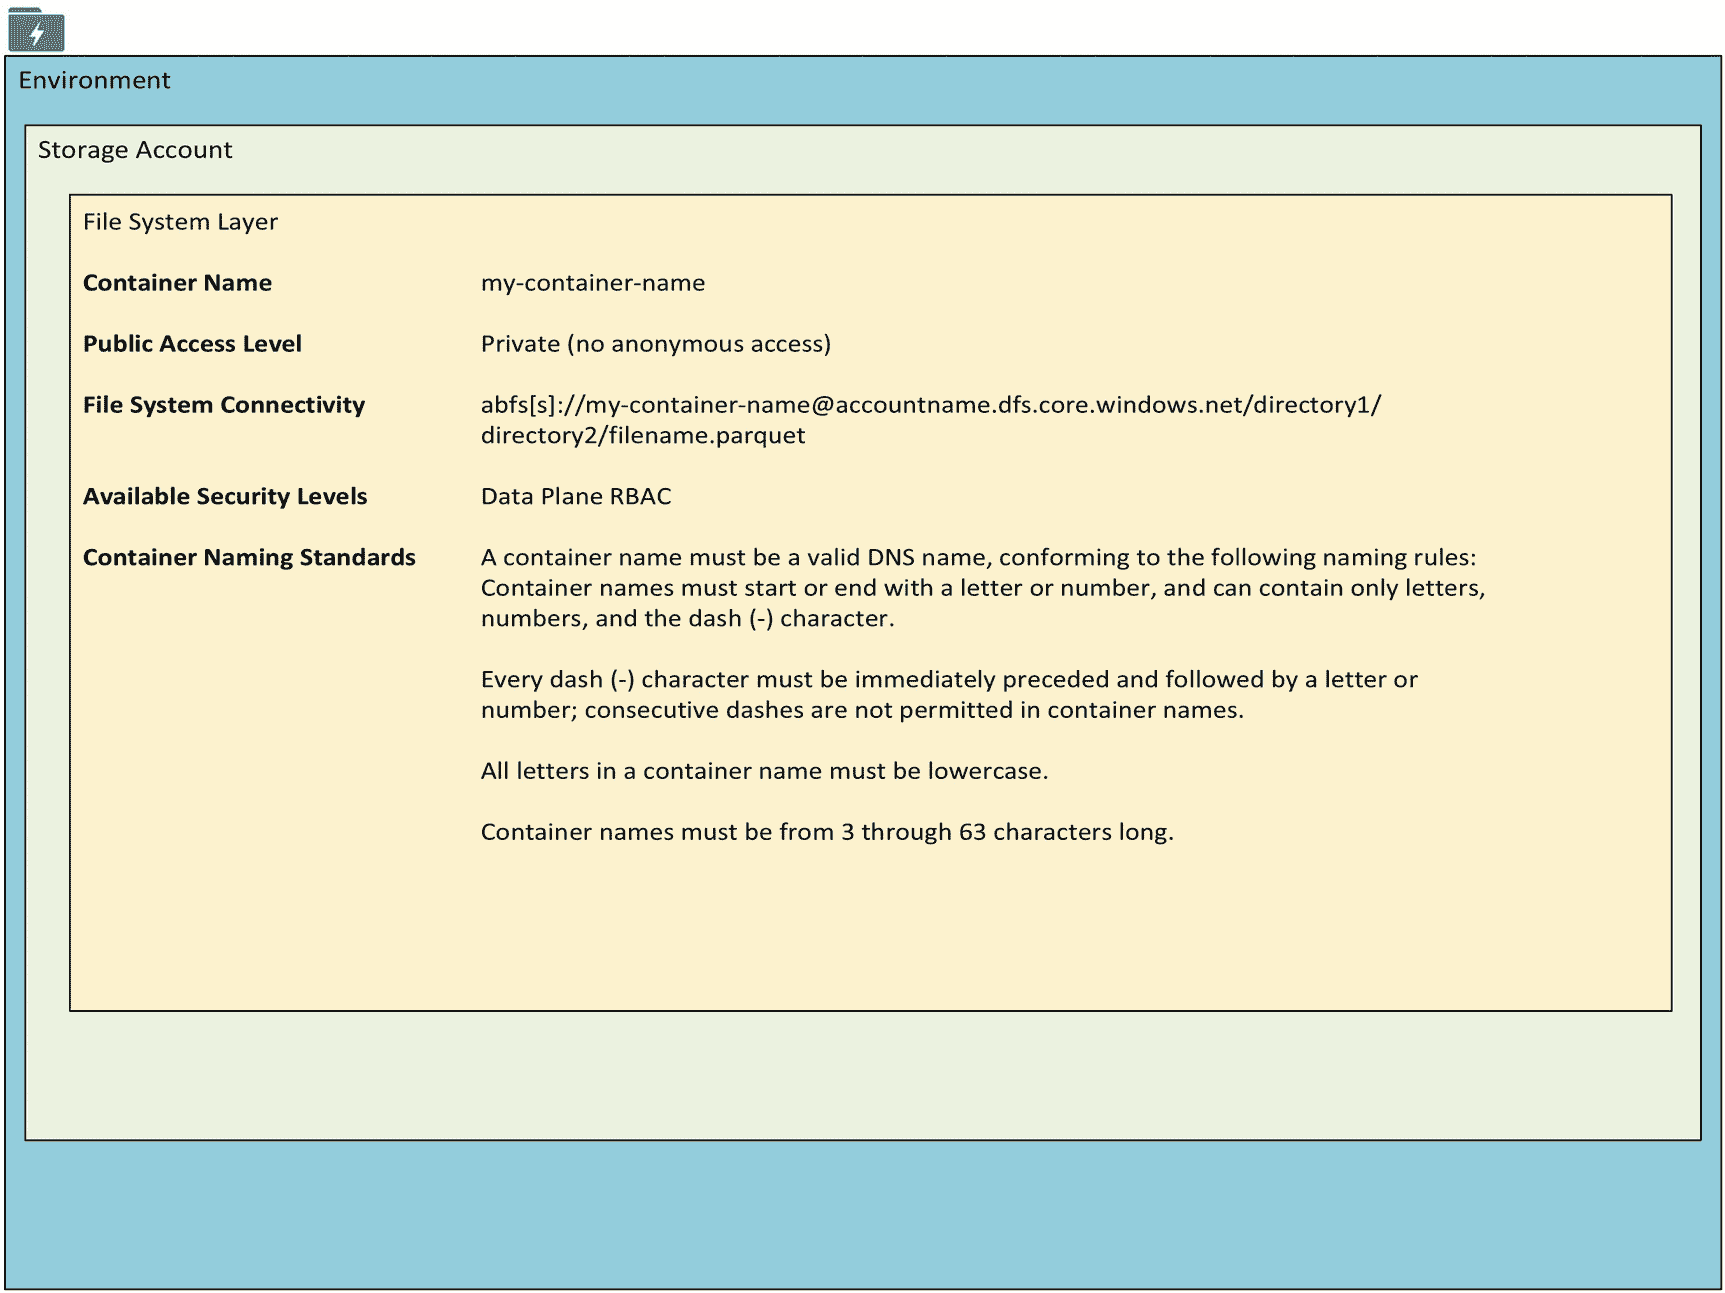 Environment
Storage Account
File System Layer
Container Name my-container-name
Public Access Level Private (no anonymous access)
File System Connectivity abfs[s]://my-container-name@accountname.dfs.core.windows.net/directory1/
directory2/filename.parquet
Available Security Levels Data Plane RBAC
Container Naming Standards A container name must be a valid DNS name, conforming to the following naming rules:
Container names must start or end with a letter or number, and can contain only letters,
numbers, and the dash (-) character.
Every dash (-) character must be immediately preceded and followed by a letter or
number; consecutive dashes are not permitted in container names.
All letters in a container name must be lowercase.
Container names must be from 3 through 63 characters long.